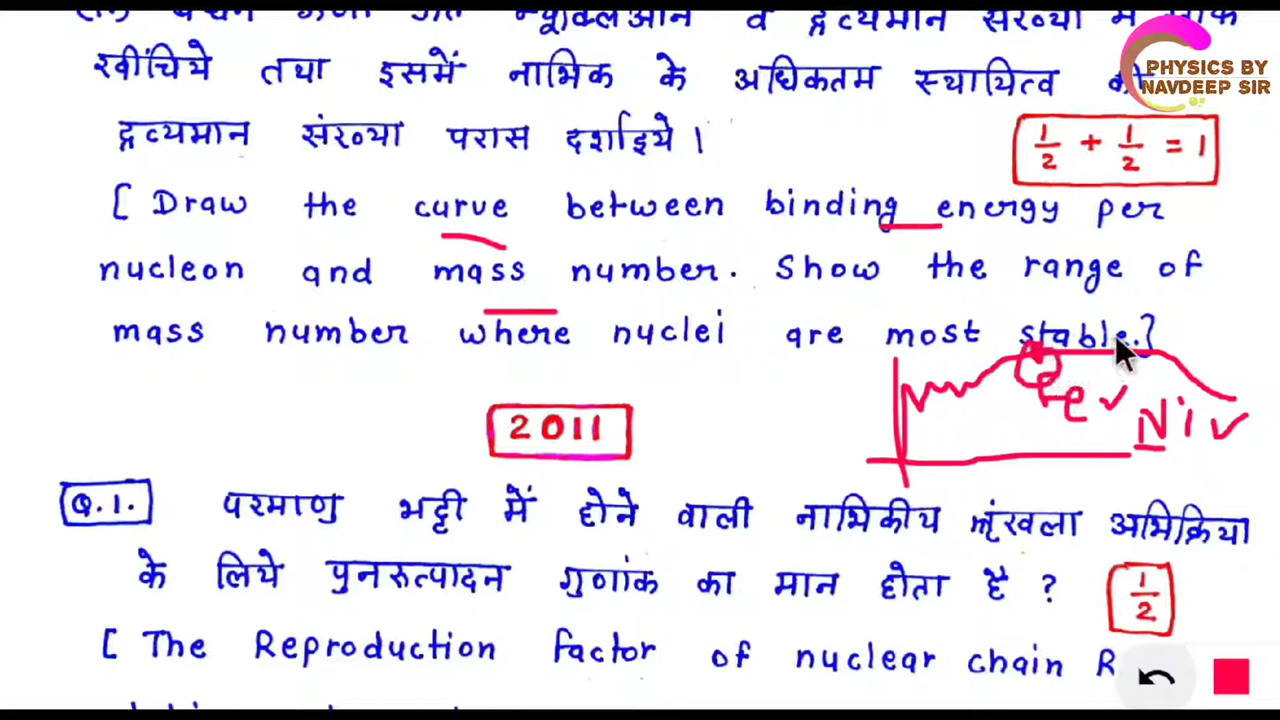 न्यूक्लिऑन व द्रव्यमान संख्या में
खींचिये तथा इसमें नाभिक के अधिकतम स्थायित्व की
द्रव्यमान संख्या परास दर्शाइये।
PHYSICS BY
NAVDEEP SIR
1/2 + 1/2 = 1
[ Draw the curve between binding energy per
nucleon and mass number. Show the range of
mass number where nuclei are most stable.]
Fe ✓ Ni ✓
2011
Q.1. परमाणु भट्टी में होने वाली नाभिकीय श्रृंखला अभिक्रिया
के लिये पुनरुत्पादन गुणांक का मान होता है ?
1/2
[ The Reproduction factor of nuclear chain R